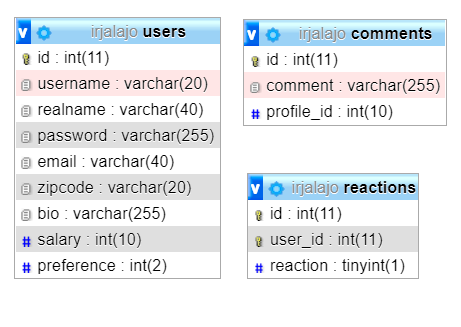 v irjalajo users
id : int(11)
username : varchar(20)
realname : varchar(40)
password : varchar(255)
email : varchar(40)
zipcode : varchar(20)
bio : varchar(255)
# salary : int(10)
# preference : int(2)
v irjalajo comments
id : int(11)
comment : varchar(255)
# profile_id : int(10)
v irjalajo reactions
id : int(11)
user_id : int(11)
# reaction : tinyint(1)